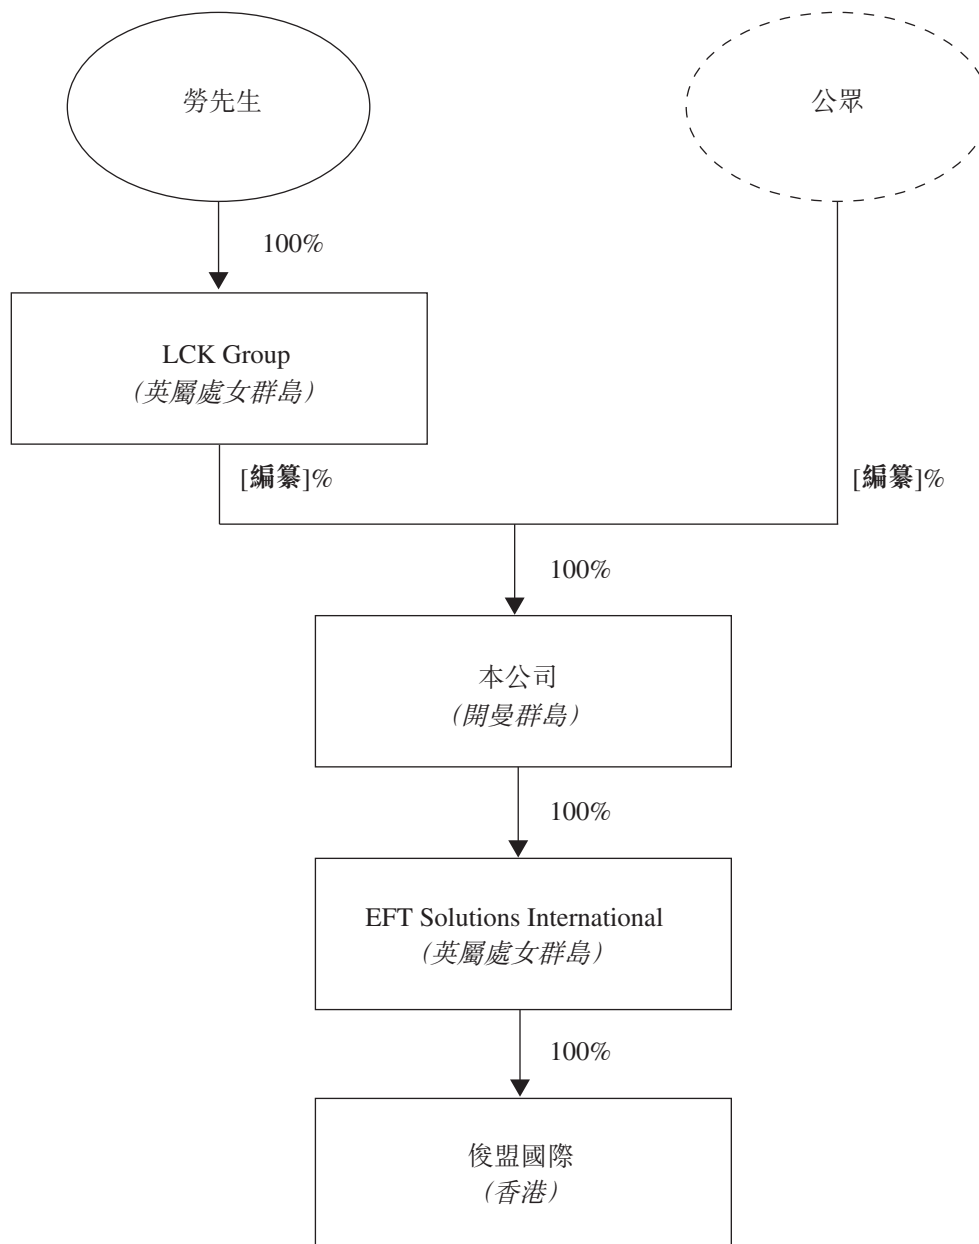 勞先生
公眾
100%
LCK Group
（英屬處女群島）
[編纂]%
[編纂]%
100%
本公司
（開曼群島）
100%
EFT Solutions International
（英屬處女群島）
100%
俊盟國際
（香港）